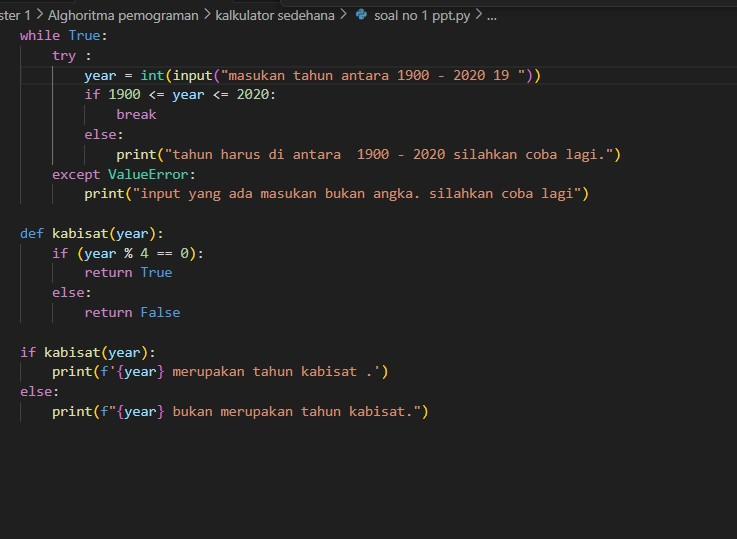 ster 1 > Alghoritma pemograman > kalkulator sedehana > soal no 1 ppt.py > ...
while True:
    try :
        year = int(input("masukan tahun antara 1900 - 2020 19 "))
        if 1900 <= year <= 2020:
            break
        else:
            print("tahun harus di antara  1900 - 2020 silahkan coba lagi.")
    except ValueError:
        print("input yang ada masukan bukan angka. silahkan coba lagi")
def kabisat(year):
    if (year % 4 == 0):
        return True
    else:
        return False
if kabisat(year):
    print(f'{year} merupakan tahun kabisat .')
else:
    print(f"{year} bukan merupakan tahun kabisat.")